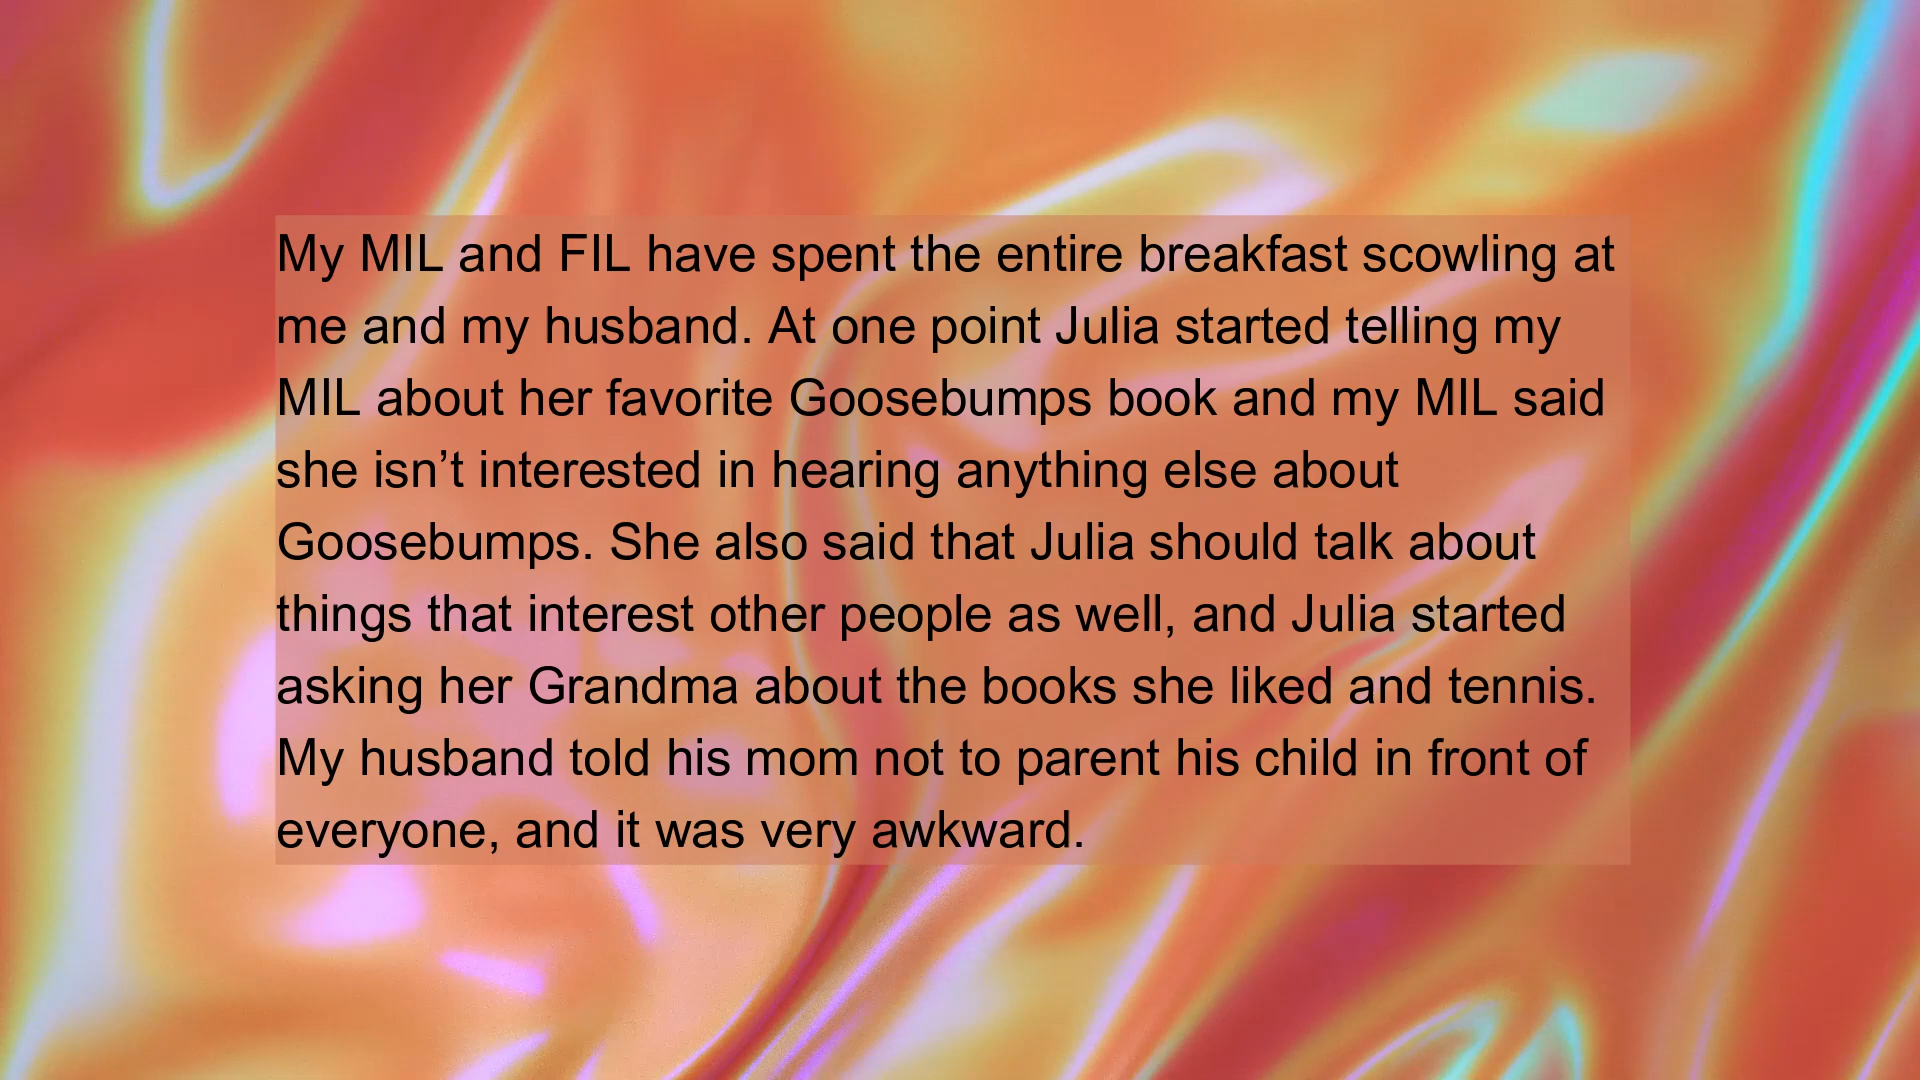 My MIL and FIL have spent the entire breakfast scowling at
me and my husband. At one point Julia started telling my
MIL about her favorite Goosebumps book and my MIL said
she isn’t interested in hearing anything else about
Goosebumps. She also said that Julia should talk about
things that interest other people as well, and Julia started
asking her Grandma about the books she liked and tennis.
My husband told his mom not to parent his child in front of
everyone, and it was very awkward.